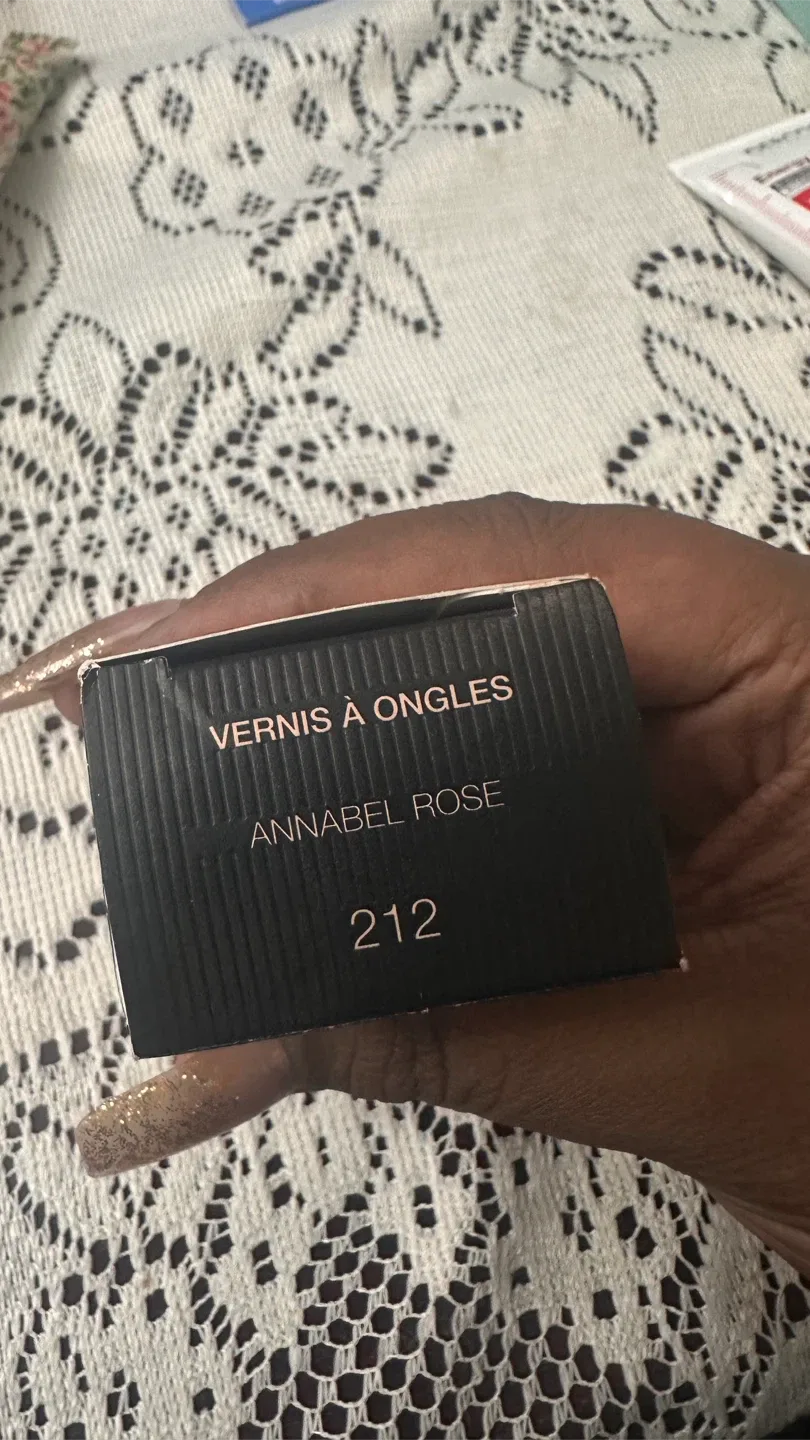 VERNIS À ONGLES
ANNABEL ROSE
212